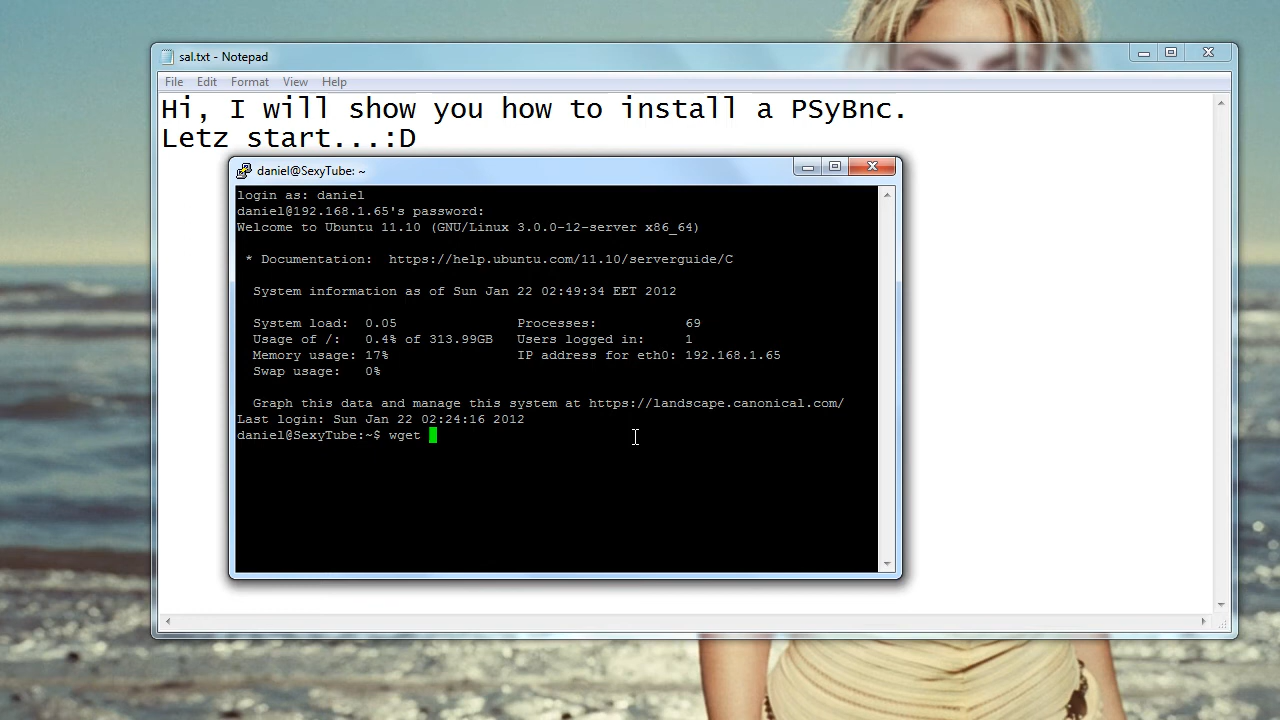 sal.txt - Notepad
File Edit Format View Help
Hi, I will show you how to install a PSyBnc.
Letz start...:D
daniel@SexyTube: ~
login as: daniel
daniel@192.168.1.65's password:
Welcome to Ubuntu 11.10 (GNU/Linux 3.0.0-12-server x86_64)
* Documentation:  https://help.ubuntu.com/11.10/serverguide/C
System information as of Sun Jan 22 02:49:34 EET 2012
System load:  0.05 Processes: 69
Usage of /:   0.4% of 313.99GB Users logged in: 1
Memory usage: 17% IP address for eth0: 192.168.1.65
Swap usage:   0%
Graph this data and manage this system at https://landscape.canonical.com/
Last login: Sun Jan 22 02:24:16 2012
daniel@SexyTube:~$ wget